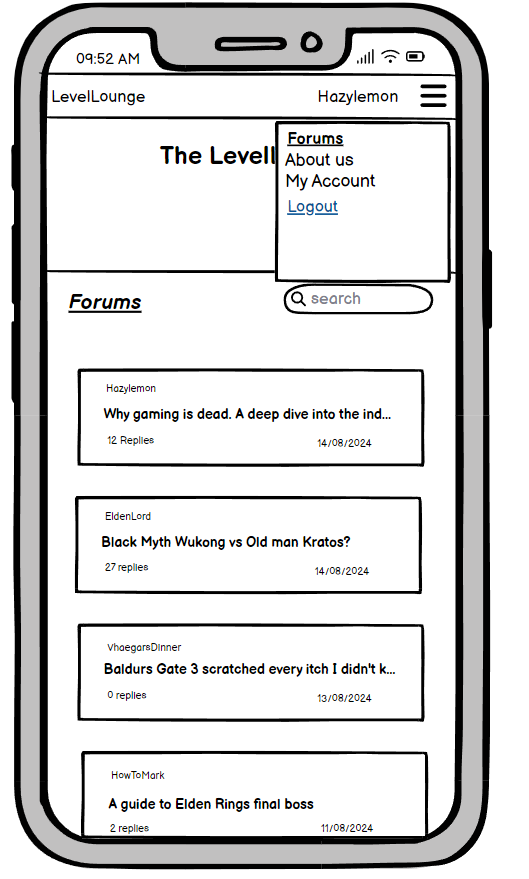 09:52 AM
LevelLounge Hazylemon
Forums
The Levell
About us
My Account
Logout
Forums
search
Hazylemon
Why gaming is dead. A deep dive into the ind...
12 Replies 14/08/2024
EldenLord
Black Myth Wukong vs Old man Kratos?
27 replies 14/08/2024
VhaegarsDinner
Baldurs Gate 3 scratched every itch I didn't k...
0 replies 13/08/2024
HowToMark
A guide to Elden Rings final boss
2 replies 11/08/2024